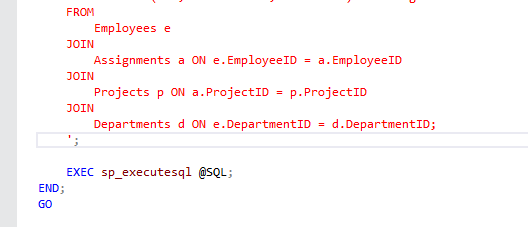 FROM
Employees e
JOIN
Assignments a ON e.EmployeeID = a.EmployeeID
JOIN
Projects p ON a.ProjectID = p.ProjectID
JOIN
Departments d ON e.DepartmentID = d.DepartmentID;
';
EXEC sp_executesql @SQL;
END;
GO